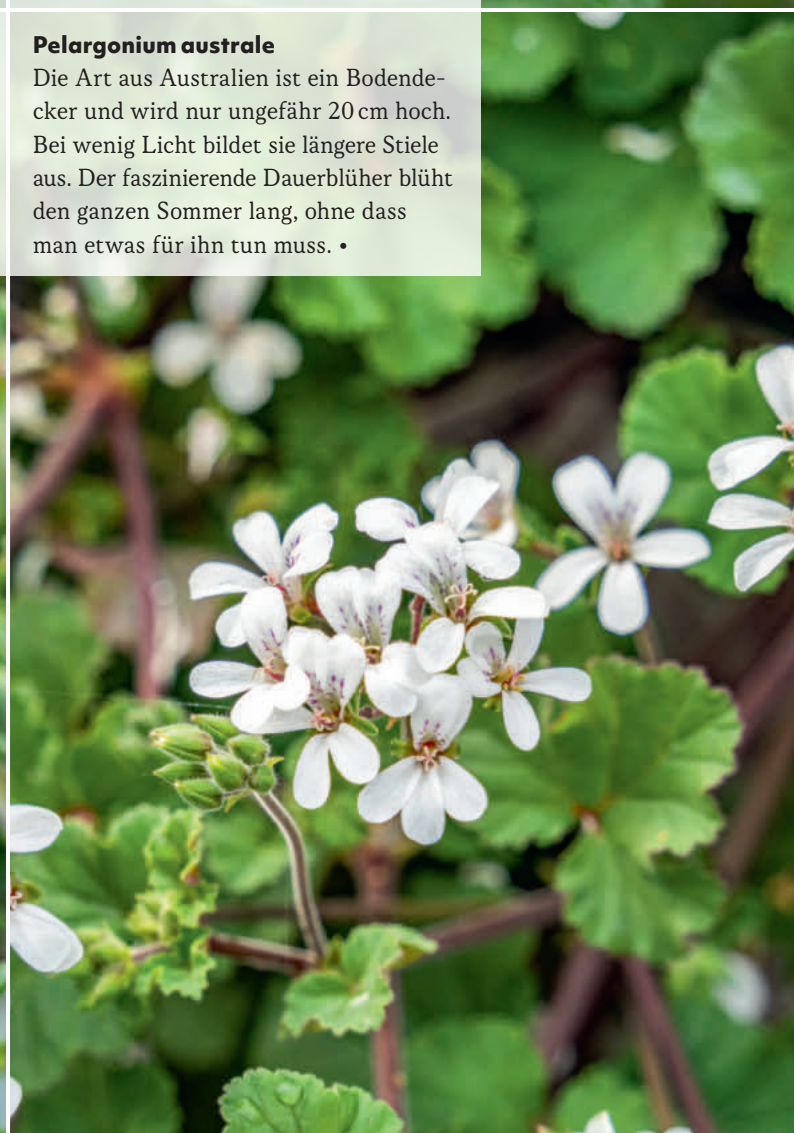 Pelargonium australe
Die Art aus Australien ist ein Bodende-
cker und wird nur ungefähr 20 cm hoch.
Bei wenig Licht bildet sie längere Stiele
aus. Der faszinierende Dauerblüher blüht
den ganzen Sommer lang, ohne dass
man etwas für ihn tun muss. •